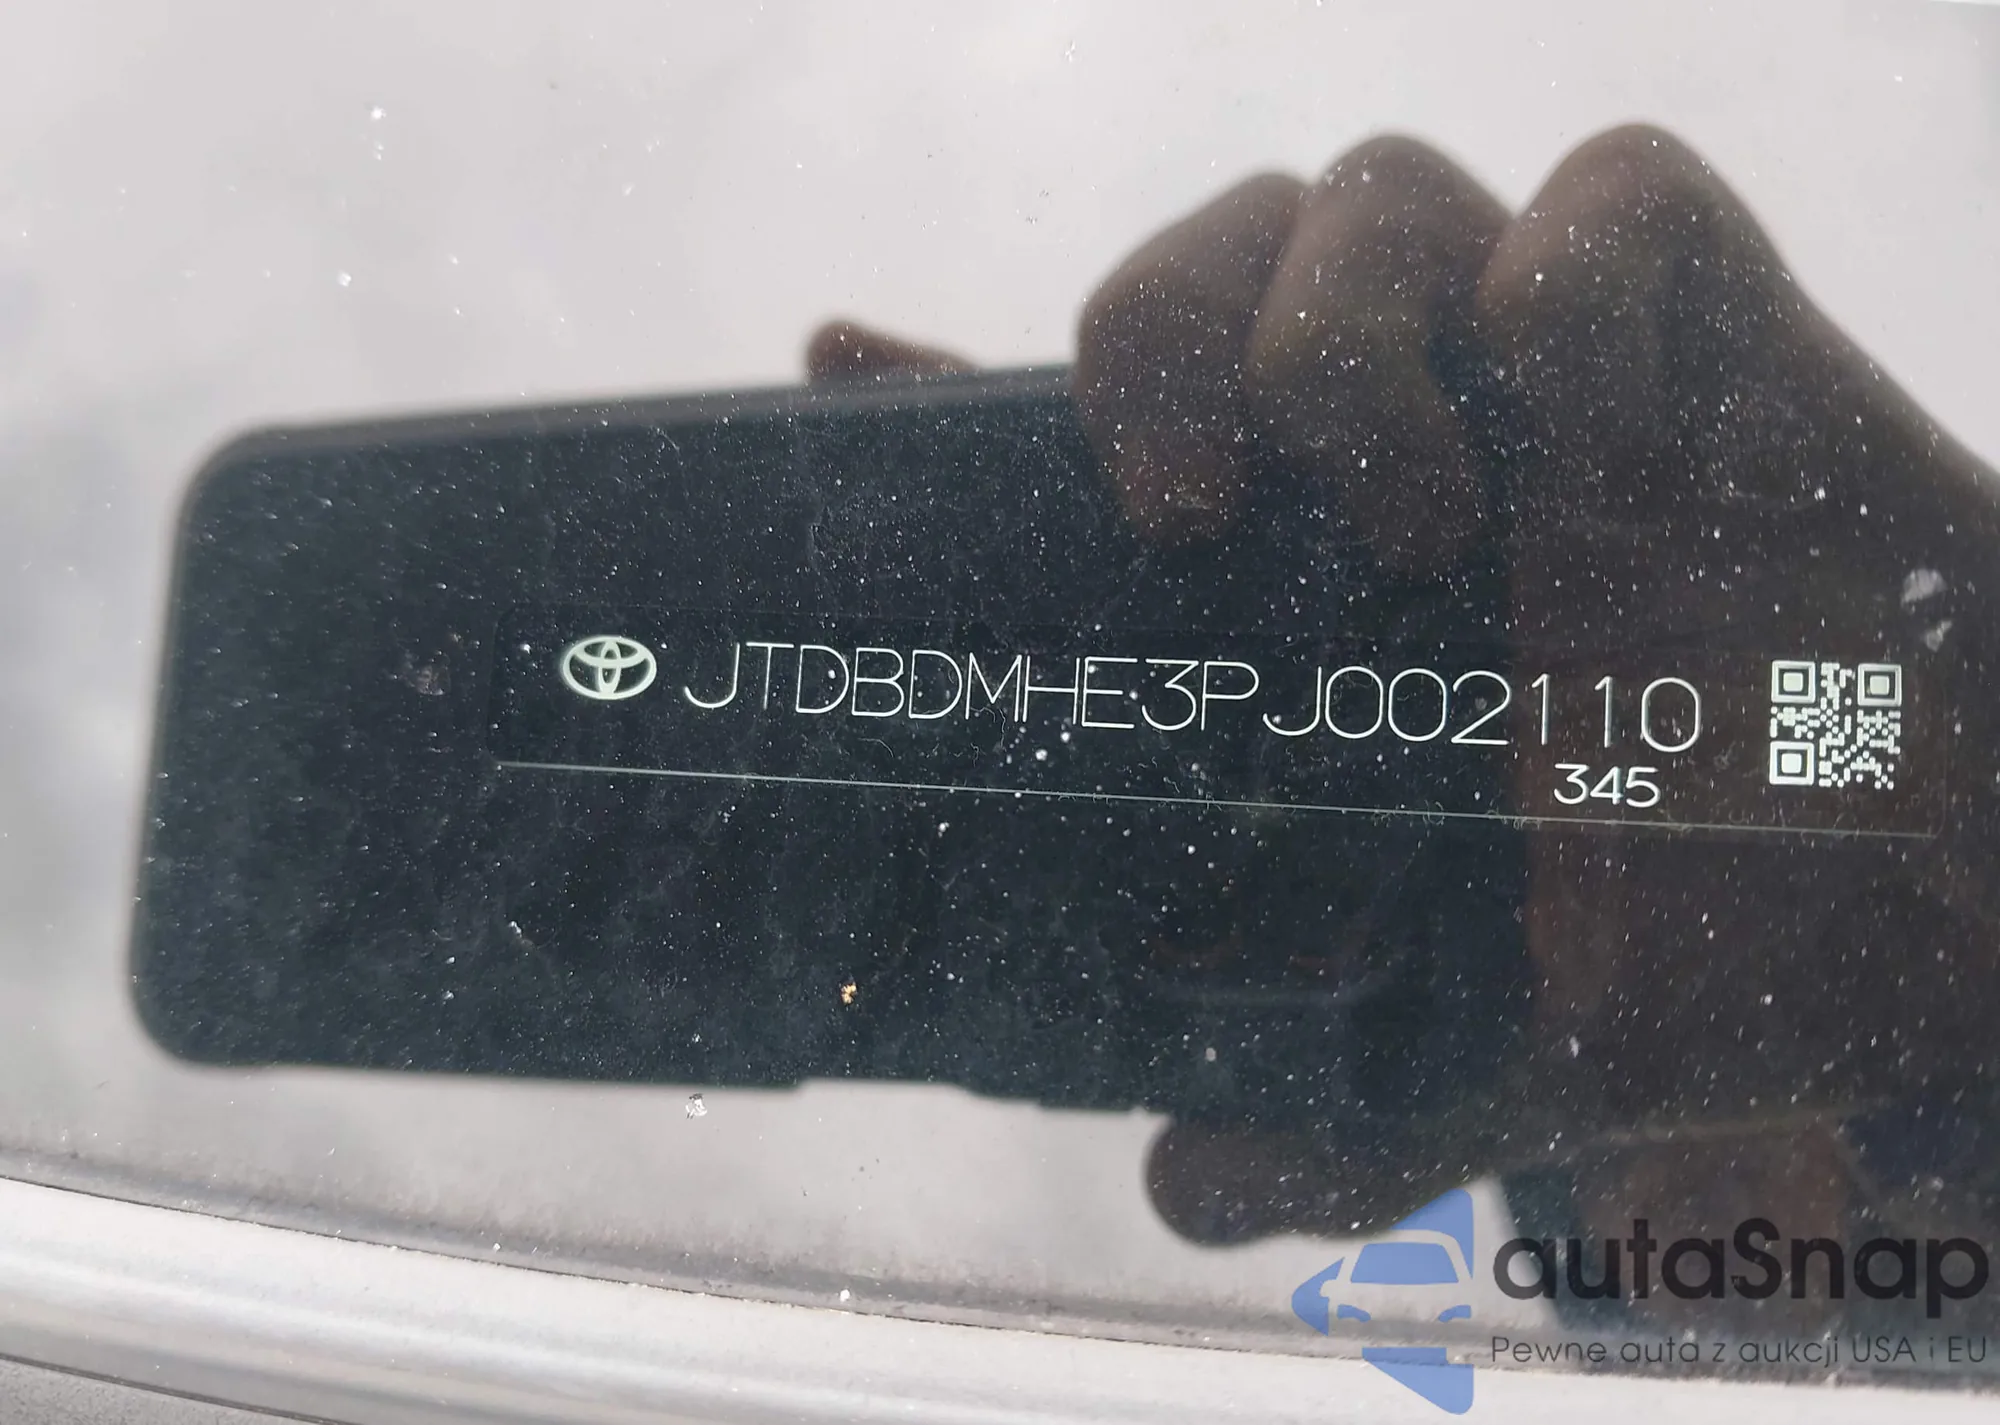 JTDBDMHE3PJ002110
345
autaSnap
Pewne auta z aukcji USA i EU